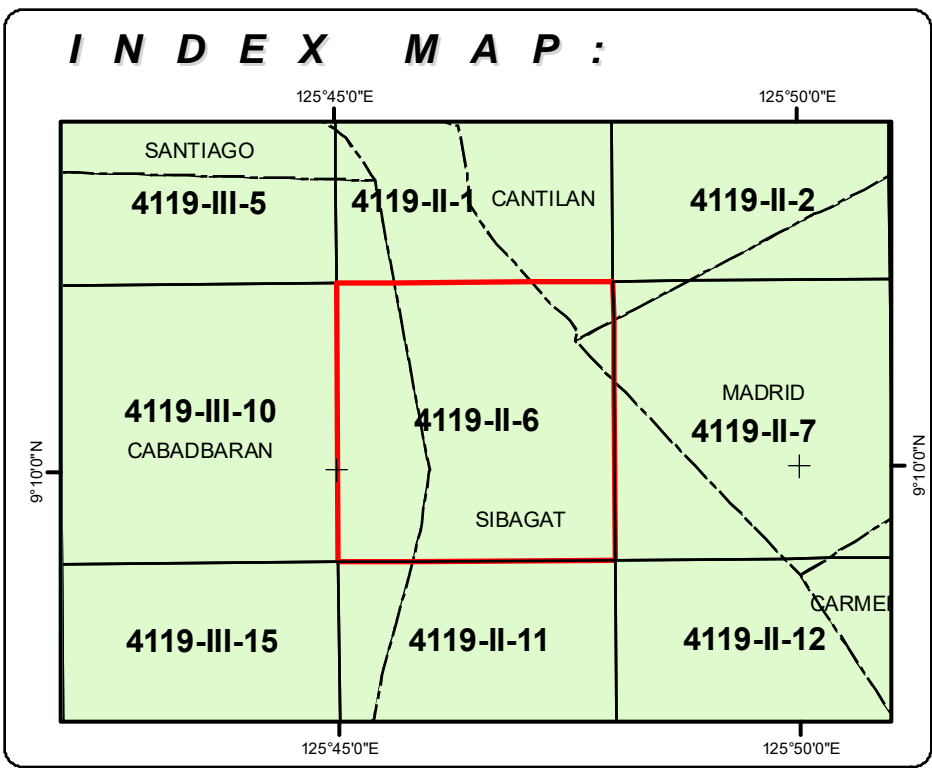 INDEX MAP:
125°45'0"E
125°50'0"E
SANTIAGO
4119-III-5
4119-II-1
CANTILAN
4119-II-2
4119-III-10
CABADBARAN
4119-II-6
SIBAGAT
MADRID
4119-II-7
9°10'0"N
9°10'0"N
4119-III-15
4119-II-11
4119-II-12
CARMEL
125°45'0"E
125°50'0"E